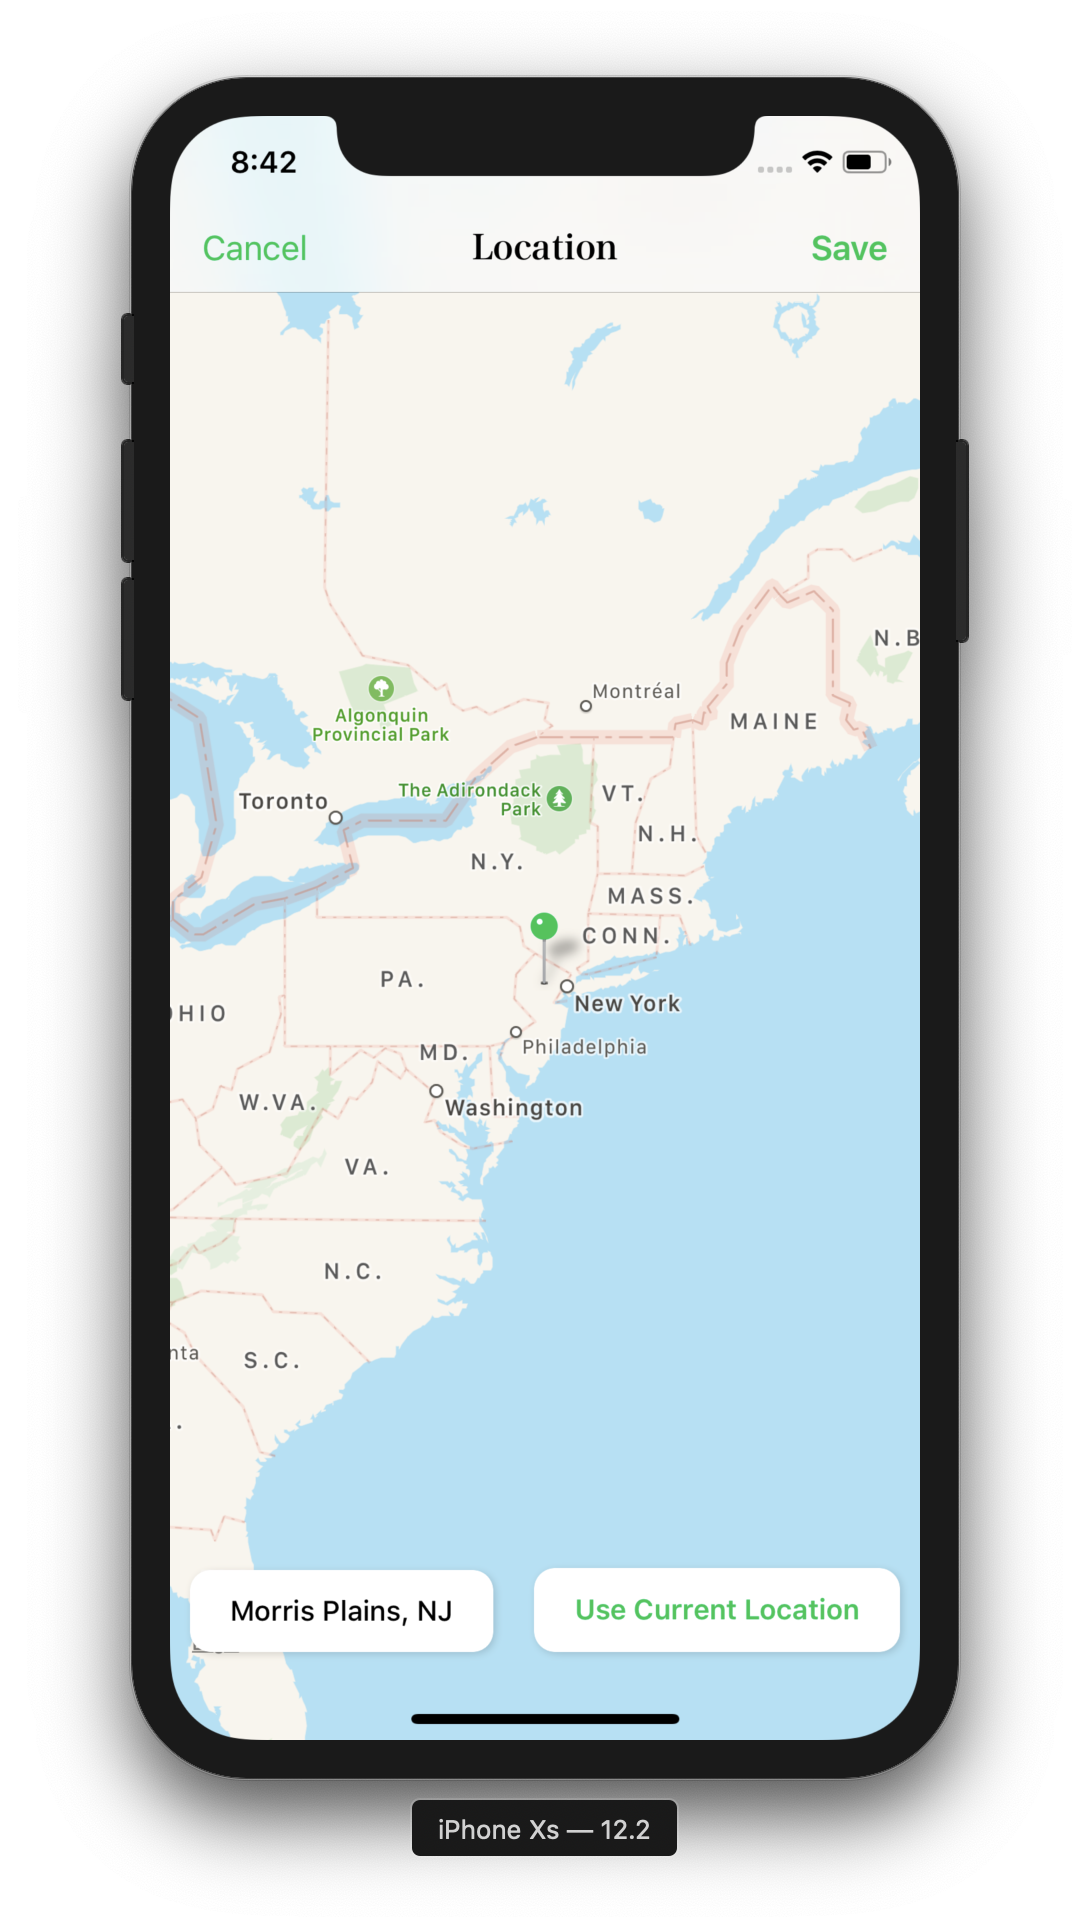 8:42
Cancel
Location
Save
N.B
Montréal
MAINE
Algonquin
Provincial Park
The Adirondack
Park
VT.
Toronto
N.H.
N.Y.
MASS.
CONN.
PA.
New York
OHIO
Philadelphia
MD.
W.VA.
Washington
VA.
N.C.
nta
S.C.
Morris Plains, NJ
Use Current Location
iPhone Xs — 12.2